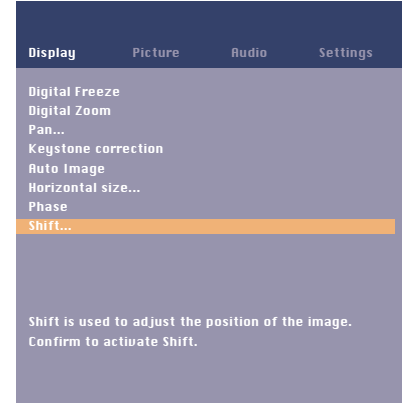 Display Picture Audio Settings
Digital Freeze
Digital Zoom
Pan...
Keystone correction
Auto Image
Horizontal size...
Phase
Shift...
Shift is used to adjust the position of the image.
Confirm to activate Shift.